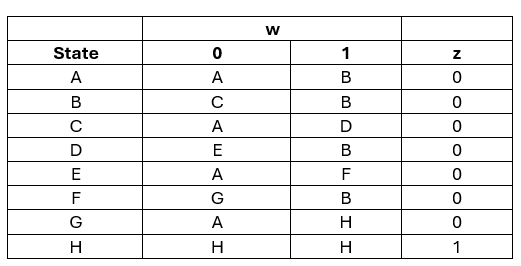 w
State 0 1 z
A A B 0
B C B 0
C A D 0
D E B 0
E A F 0
F G B 0
G A H 0
H H H 1